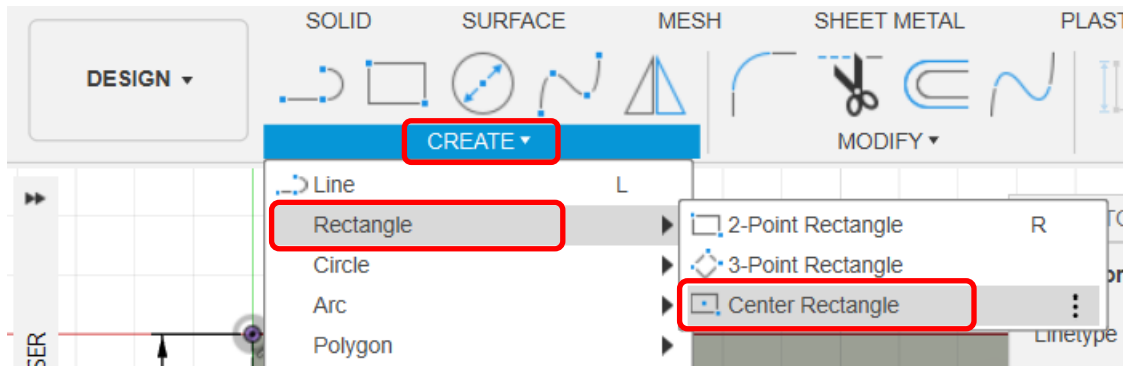 SOLID SURFACE MESH SHEET METAL PLAST
DESIGN
CREATE MODIFY
Line L
Rectangle 2-Point Rectangle R
Circle 3-Point Rectangle
Arc Center Rectangle
Linetype
Polygon
SER